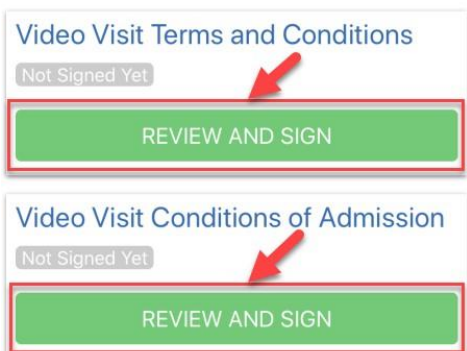 Video Visit Terms and Conditions
Not Signed Yet
REVIEW AND SIGN
Video Visit Conditions of Admission
Not Signed Yet
REVIEW AND SIGN